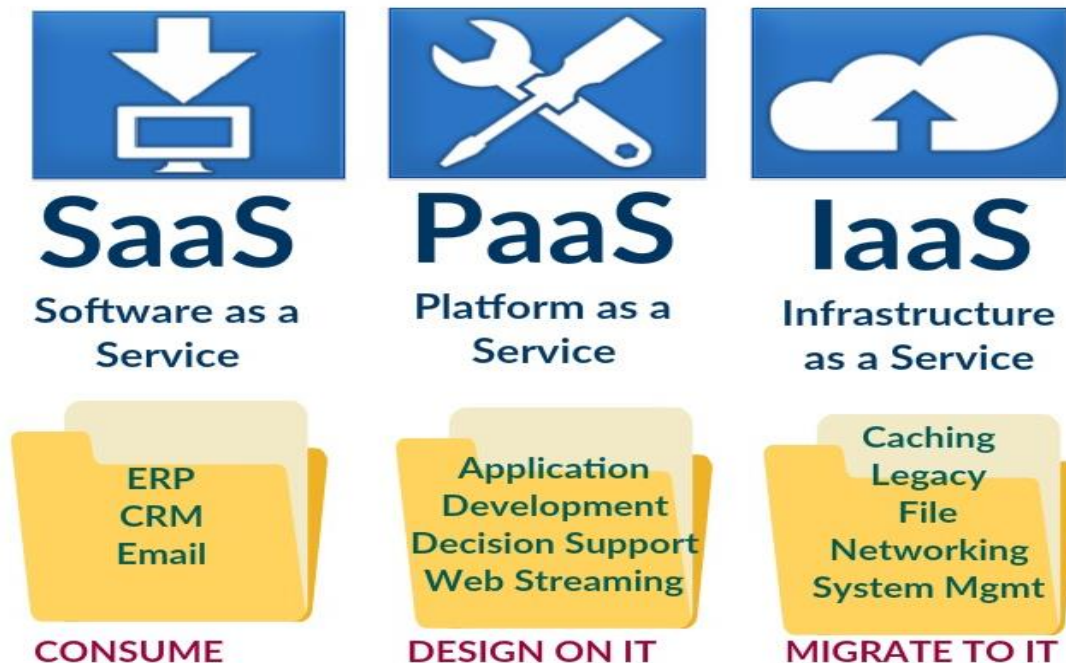 SaaS
Software as a
Service
ERP
CRM
Email
CONSUME
PaaS
Platform as a
Service
Application
Development
Decision Support
Web Streaming
DESIGN ON IT
IaaS
Infrastructure
as a Service
Caching
Legacy
File
Networking
System Mgmt
MIGRATE TO IT